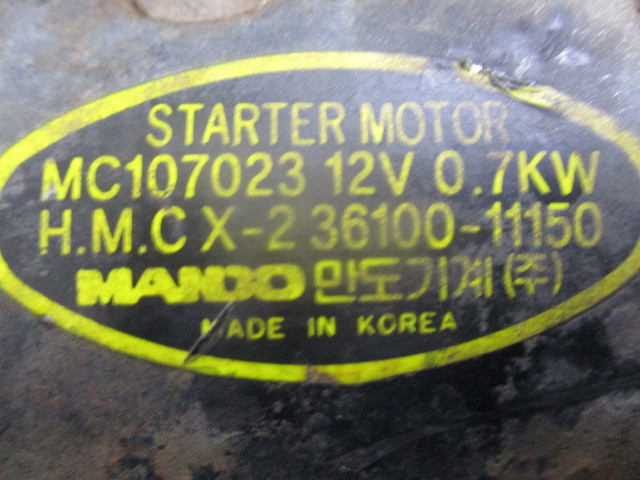 STARTER MOTOR
MC107023 12V 0.7KW
H.M.C X-2 36100-11150
MANDO 만도기계(주)
MADE IN KOREA